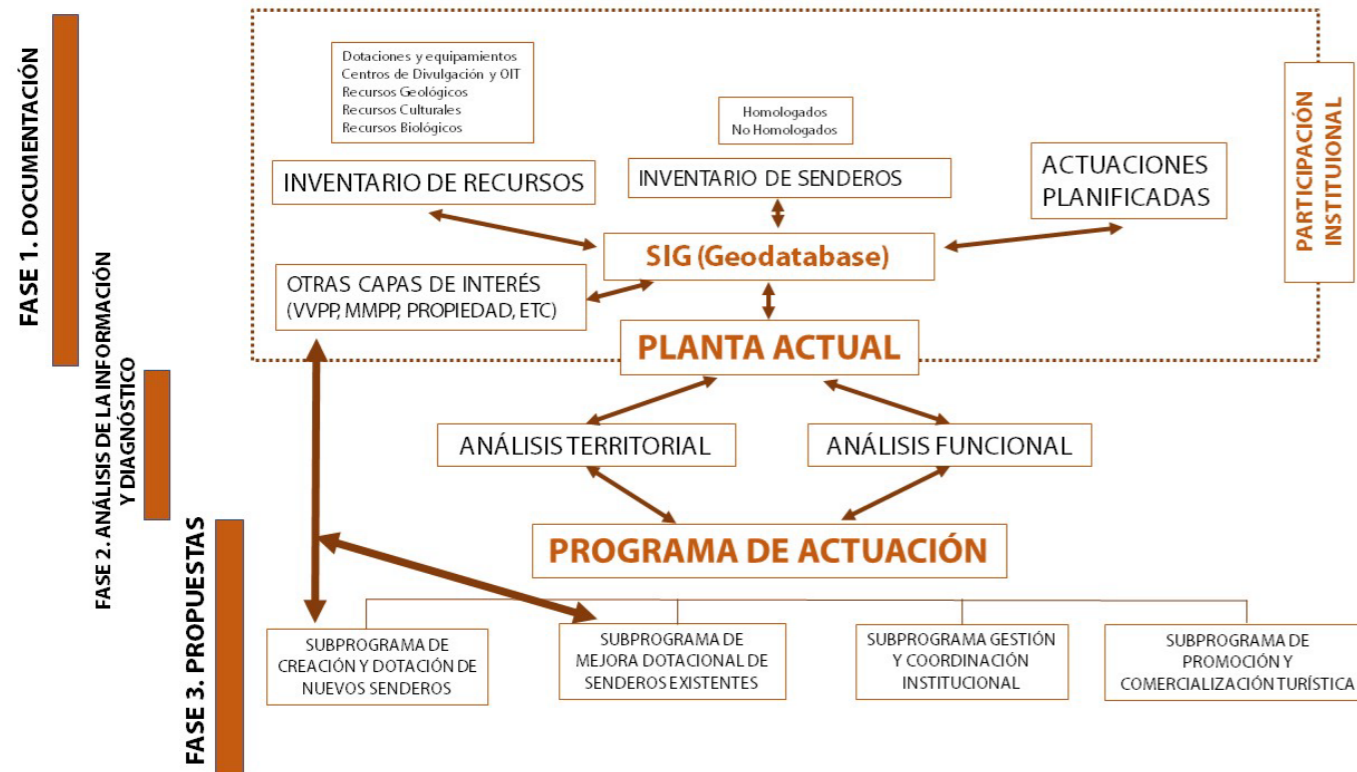 FASE 1. DOCUMENTACIÓN
FASE 2. ANÁLISIS DE LA INFORMACIÓN
Y DIAGNÓSTICO
FASE 3. PROPUESTAS
Dotaciones y equipamientos
Centros de Divulgación y OIT
Recursos Geológicos
Recursos Culturales
Recursos Biológicos
INVENTARIO DE RECURSOS
Homologados
No Homologados
INVENTARIO DE SENDEROS
ACTUACIONES
PLANIFICADAS
PARTICIPACIÓN
INSTITUIONAL
SIG (Geodatabase)
OTRAS CAPAS DE INTERÉS
(VVPP, MMPP, PROPIEDAD, ETC)
PLANTA ACTUAL
ANÁLISIS TERRITORIAL
ANÁLISIS FUNCIONAL
PROGRAMA DE ACTUACIÓN
SUBPROGRAMA DE
CREACIÓN Y DOTACIÓN DE
NUEVOS SENDEROS
SUBPROGRAMA DE
MEJORA DOTACIONAL DE
SENDEROS EXISTENTES
SUBPROGRAMA GESTIÓN
Y COORDINACIÓN
INSTITUCIONAL
SUBPROGRAMA DE
PROMOCIÓN Y
COMERCIALIZACIÓN TURÍSTICA